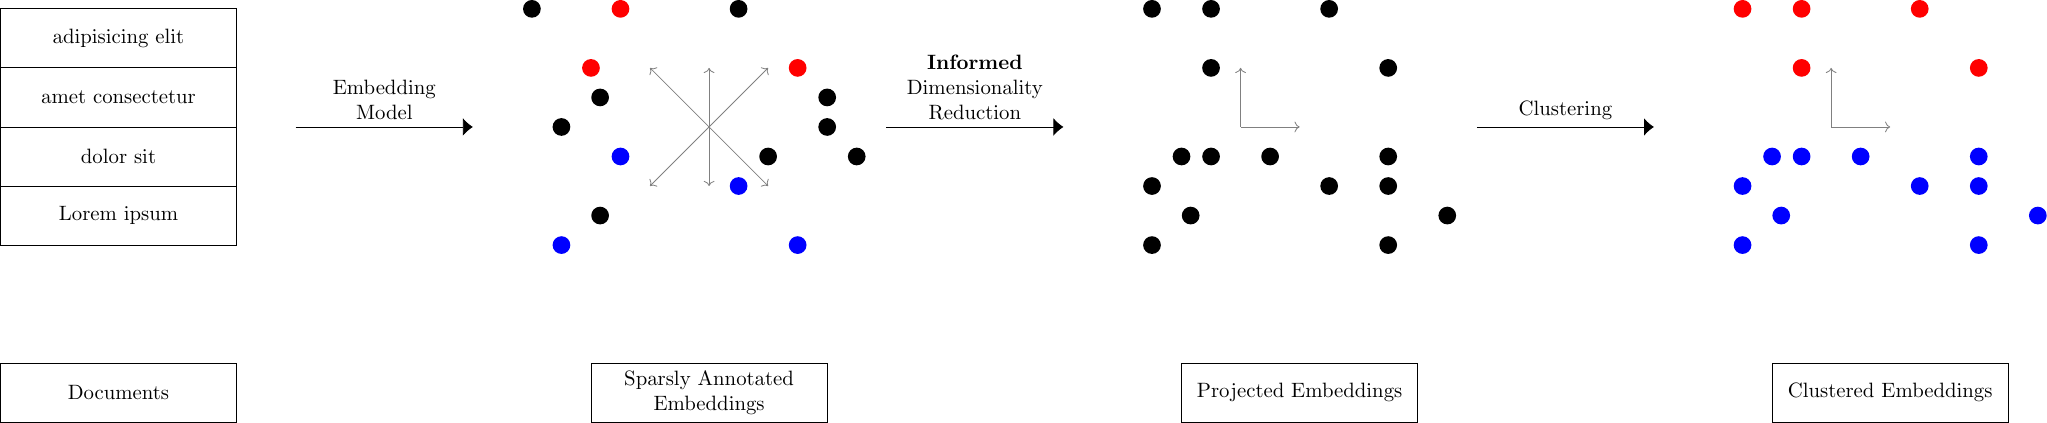 adipisicing elit
amet consectetur
dolor sit
Lorem ipsum
Embedding
Model
Informed
Dimensionality
Reduction
Clustering
Documents
Sparsly Annotated
Embeddings
Projected Embeddings
Clustered Embeddings